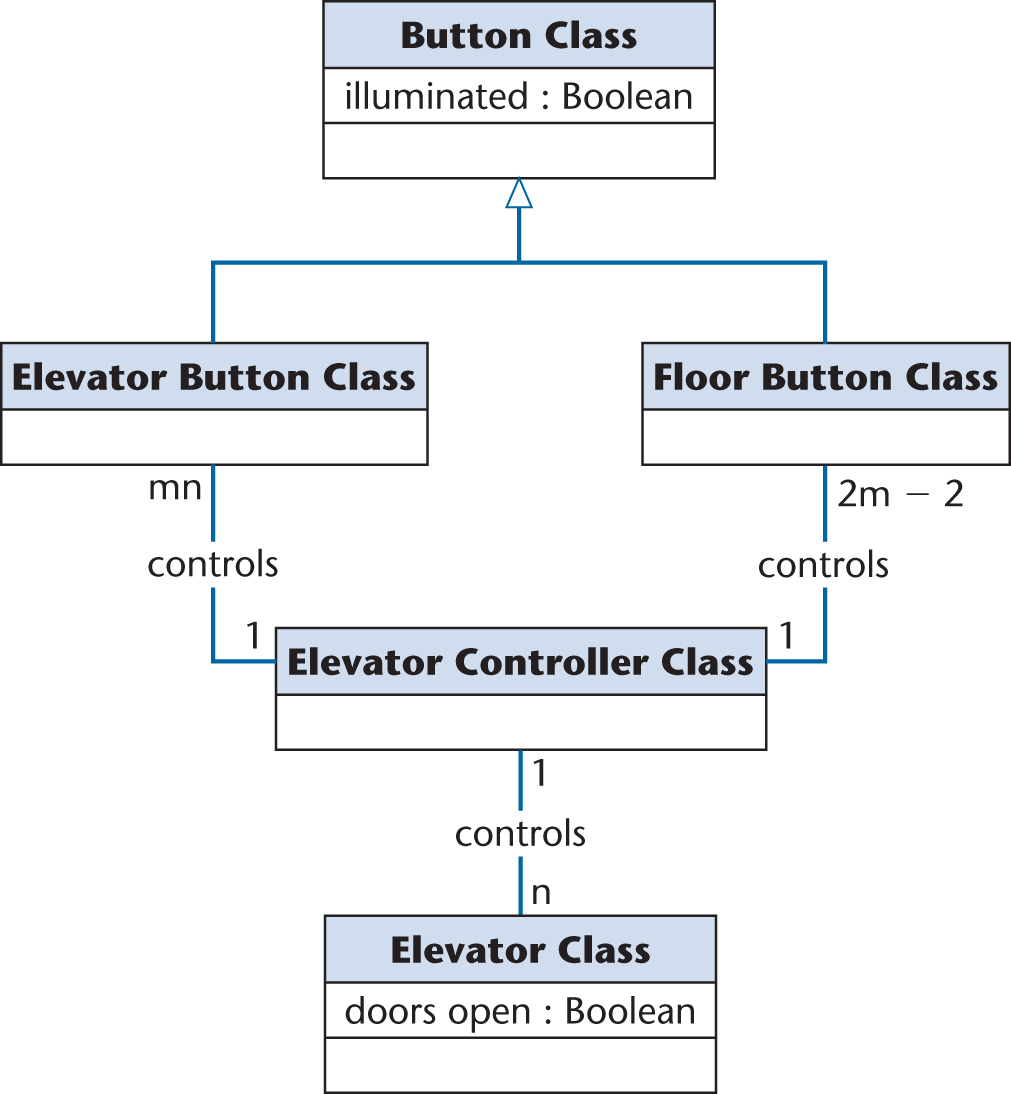 Button Class
illuminated : Boolean
Elevator Button Class
Floor Button Class
mn
2m − 2
controls
controls
1
1
Elevator Controller Class
1
controls
n
Elevator Class
doors open : Boolean